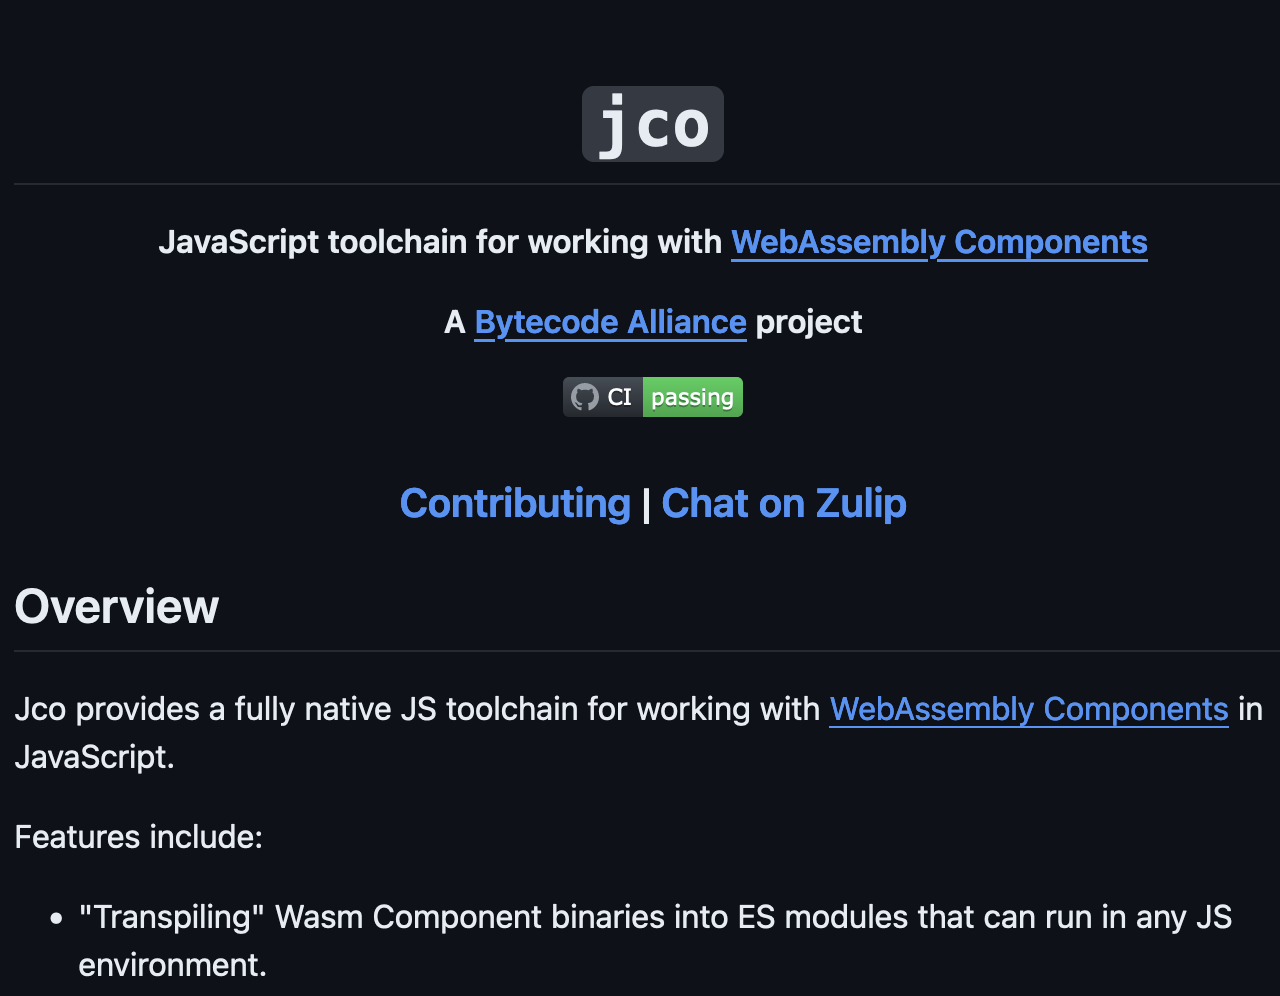 jco
JavaScript toolchain for working with WebAssembly Components
A Bytecode Alliance project
CI passing
Contributing | Chat on Zulip
Overview
Jco provides a fully native JS toolchain for working with WebAssembly Components in
JavaScript.
Features include:
• "Transpiling" Wasm Component binaries into ES modules that can run in any JS
environment.